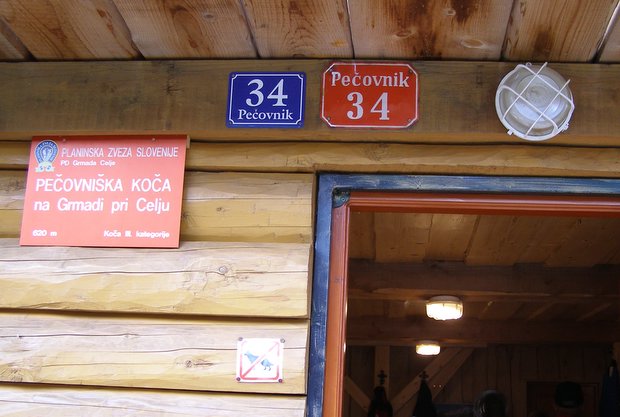 34
Pečovnik
Pečovnik
34
PLANINSKA ZVEZA SLOVENIJE
PD Grmada Celje
PEČOVNIŠKA KOČA
na Grmadi pri Celju
620 m Koča III. kategorije